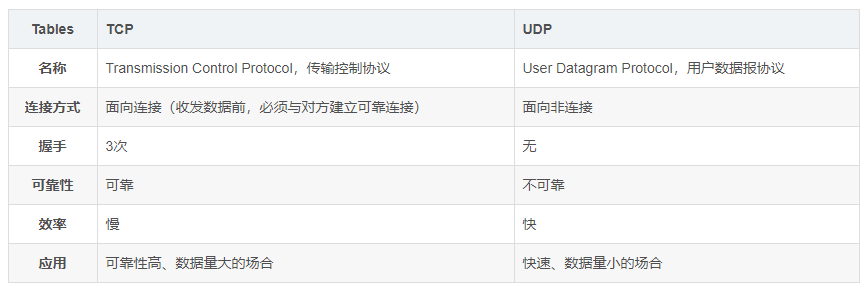 Tables TCP UDP
名称 Transmission Control Protocol，传输控制协议 User Datagram Protocol，用户数据报协议
连接方式 面向连接（收发数据前，必须与对方建立可靠连接） 面向非连接
握手 3次 无
可靠性 可靠 不可靠
效率 慢 快
应用 可靠性高、数据量大的场合 快速、数据量小的场合